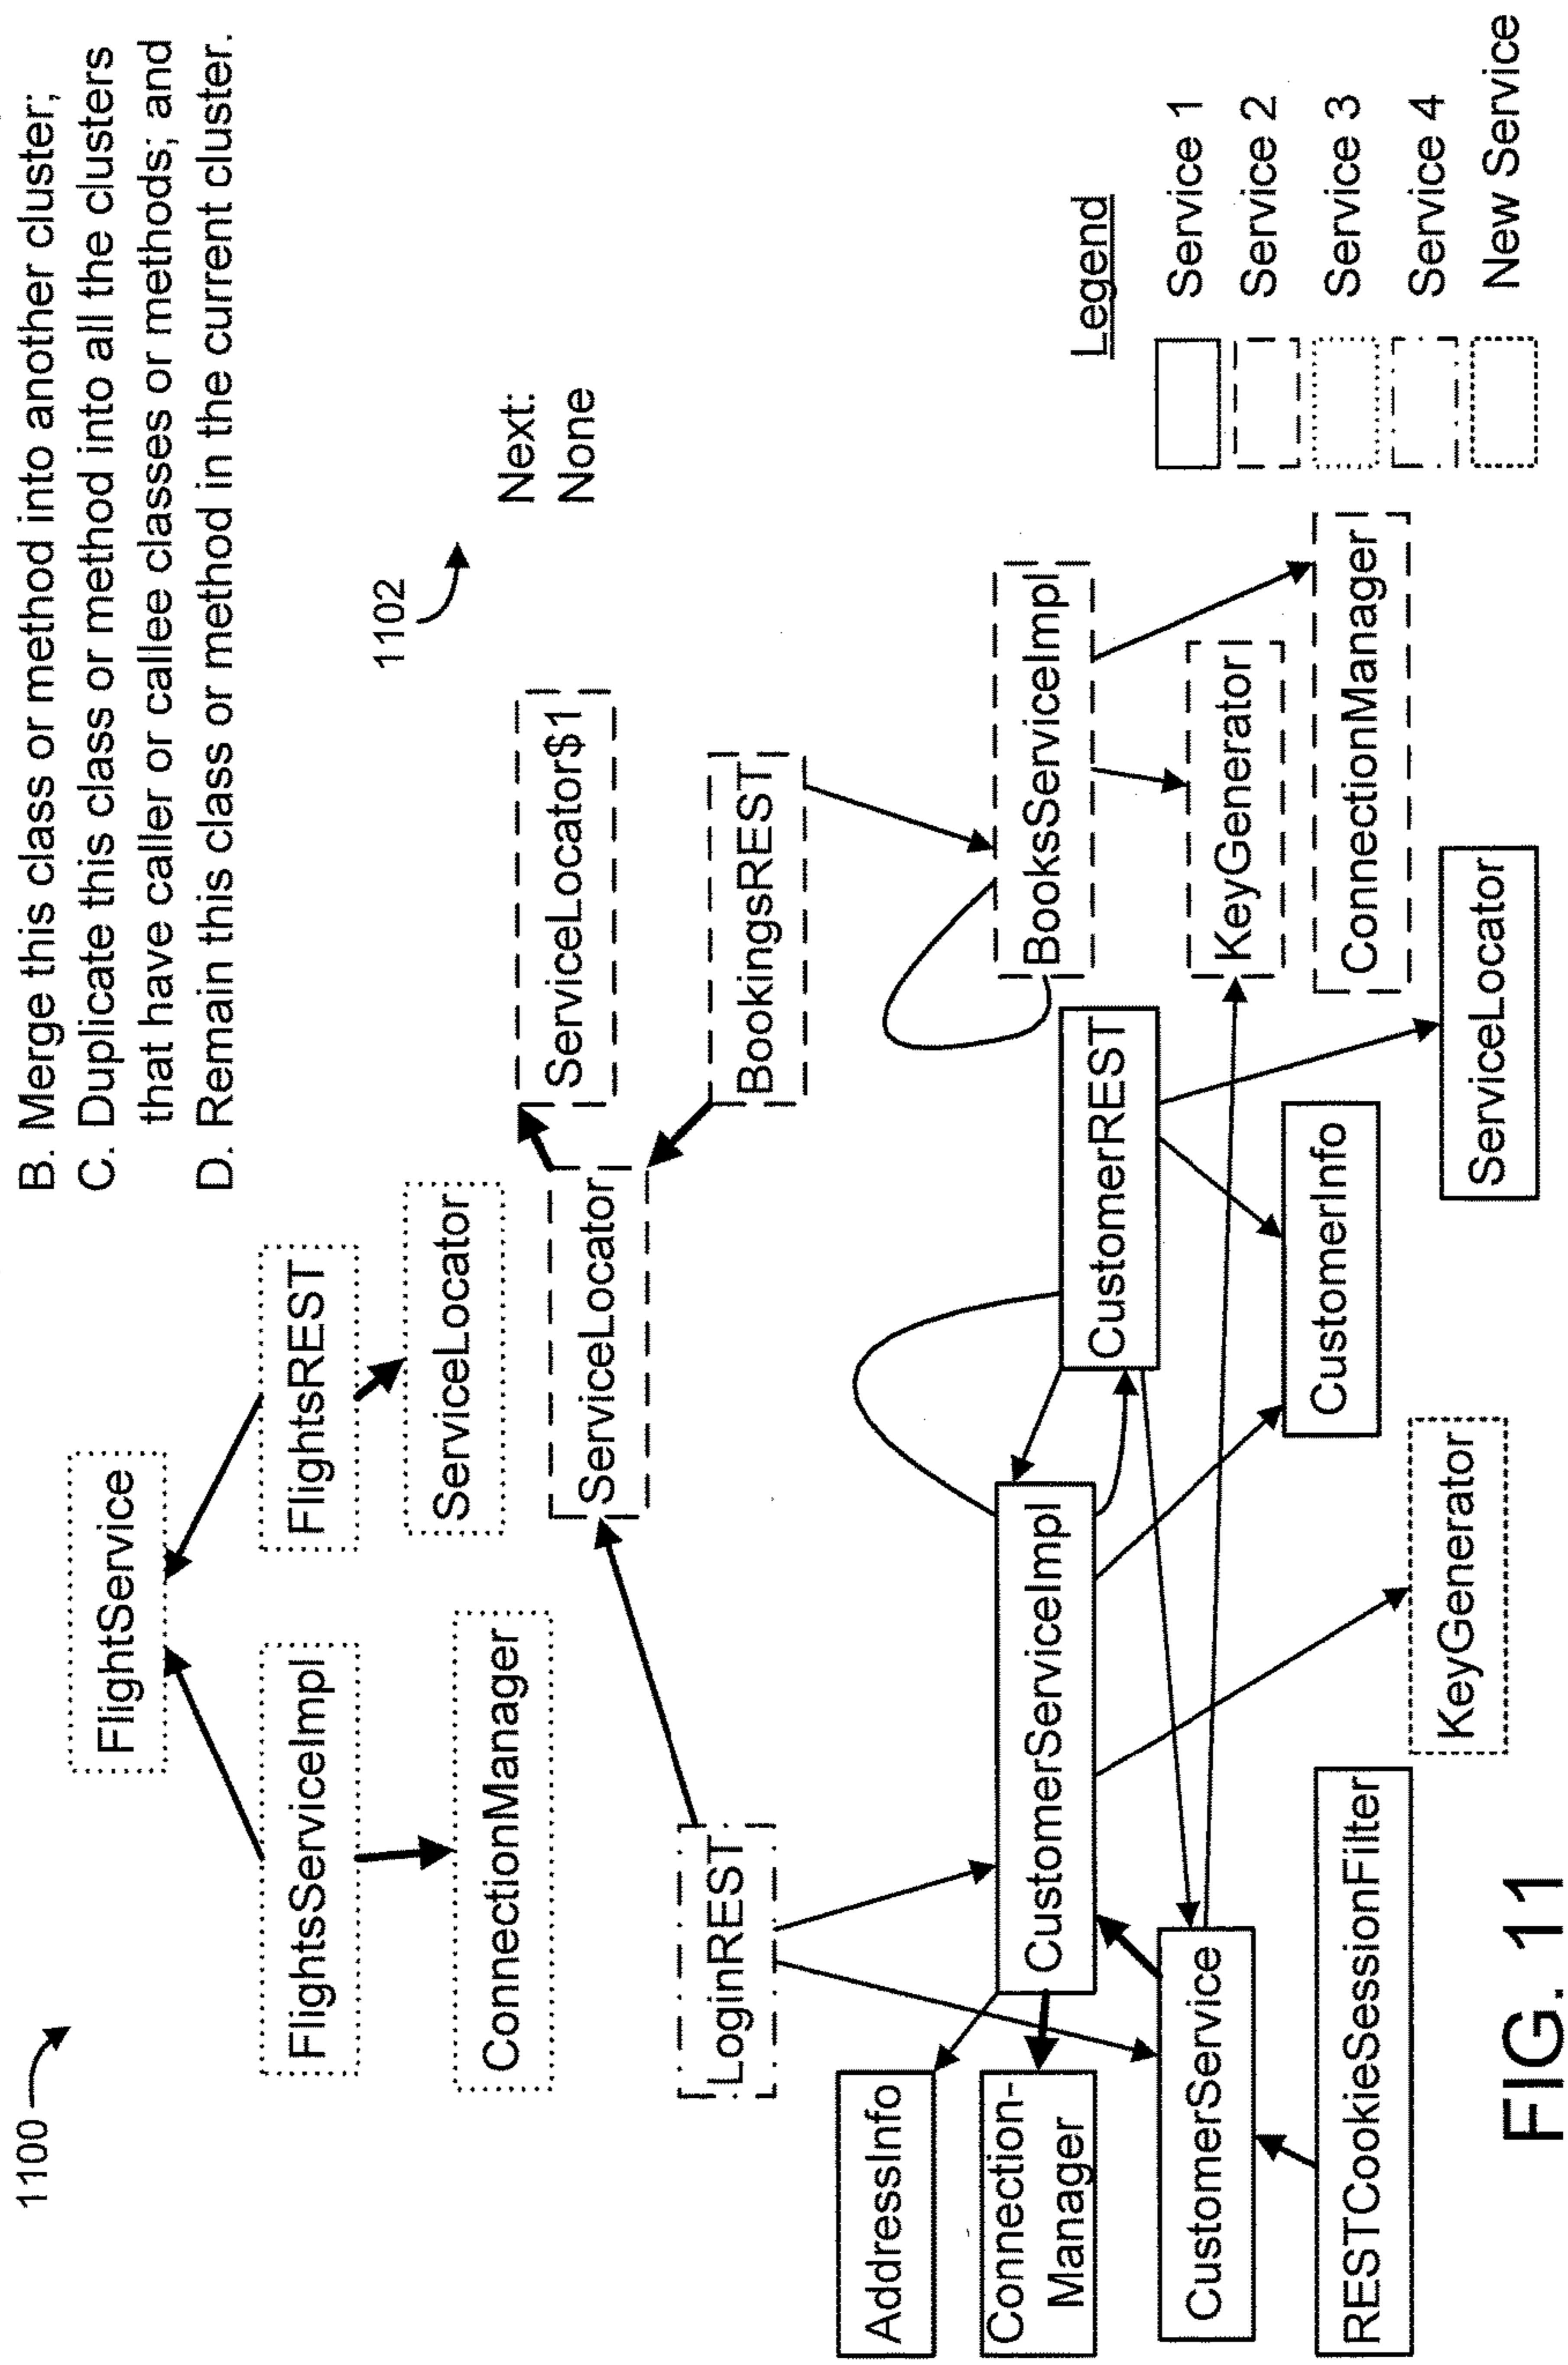 1100
B. Merge this class or method into another cluster;
C. Duplicate this class or method into all the clusters
that have caller or callee classes or methods; and
D. Remain this class or method in the current cluster.
FlightService
FlightsServiceImpl
FlightsREST
ConnectionManager
ServiceLocator
1102
Next:
None
ServiceLocator
ServiceLocator$1
LoginREST
BookingsREST
AddressInfo
Connection-
Manager
CustomerServiceImpl
CustomerREST
BooksServiceImpl
CustomerService
KeyGenerator
RESTCookieSessionFilter
CustomerInfo
ConnectionManager
KeyGenerator
ServiceLocator
Legend
Service 1
Service 2
Service 3
Service 4
New Service
FIG. 11